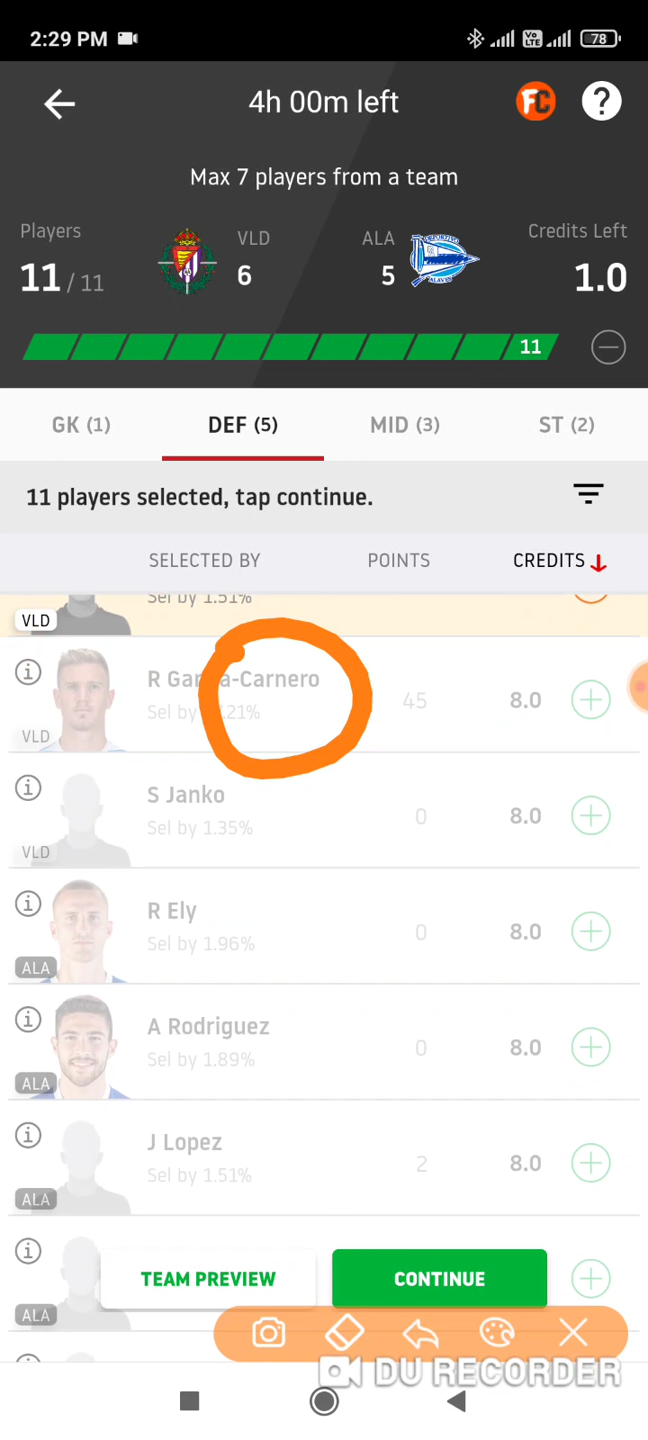 2:29 PM
Vo LTE
78
4h 00m left
FC
?
Max 7 players from a team
Players
VLD
ALA
Credits Left
11 / 11
6
5
1.0
11
GK (1)
DEF (5)
MID (3)
ST (2)
11 players selected, tap continue.
SELECTED BY
POINTS
CREDITS
Sel by 1.51%
VLD
R Garcia-Carnero
45
8.0
Sel by .21%
VLD
S Janko
0
8.0
Sel by 1.35%
VLD
R Ely
0
8.0
Sel by 1.96%
ALA
A Rodriguez
0
8.0
Sel by 1.89%
ALA
J Lopez
2
8.0
Sel by 1.51%
ALA
TEAM PREVIEW
CONTINUE
ALA
DU RECORDER